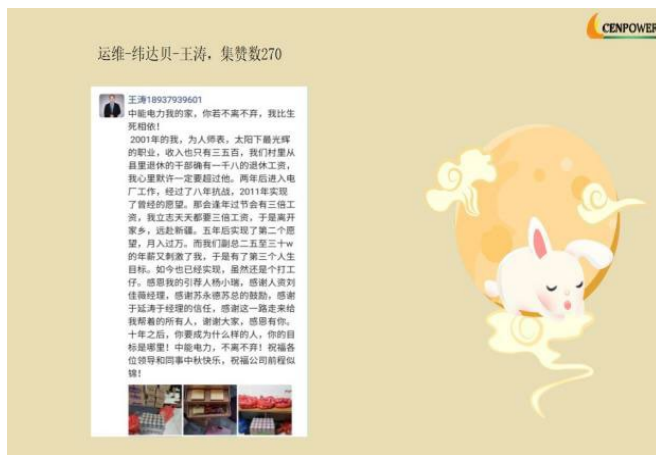 CENPOWER
运维-纬达贝-王涛，集赞数270
王涛18937939601
中能电力我的家，你若不离不弃，我比生
死相依！
2001年的我，为人师表，太阳下最光辉
的职业，收入也只有三五百，我们村里从
县里退休的干部确有一千八的退休工资，
我心里默许一定要超过他。两年后进入电
厂工作，经过了八年抗战，2011年实现
了曾经的愿望。那会逢年过节会有三倍工
资，我立志天天都要三倍工资，于是离开
家乡，远赴新疆。五年后实现了第二个愿
望，月入过万。而我们副总二五至三十w
的年薪又刺激了我，于是有了第三个人生
目标。如今也已经实现，虽然还是个打工
仔。感恩我的引荐人杨小瑞，感谢人资刘
佳薇经理，感谢苏永德苏总的鼓励，感谢
于延涛于经理的信任，感谢这一路走来给
我帮着的所有人，谢谢大家，感恩有你。
十年之后，你要成为什么样的人，你的目
标是哪里！中能电力，不离不弃！祝福各
位领导和同事中秋快乐，祝福公司前程似
锦！